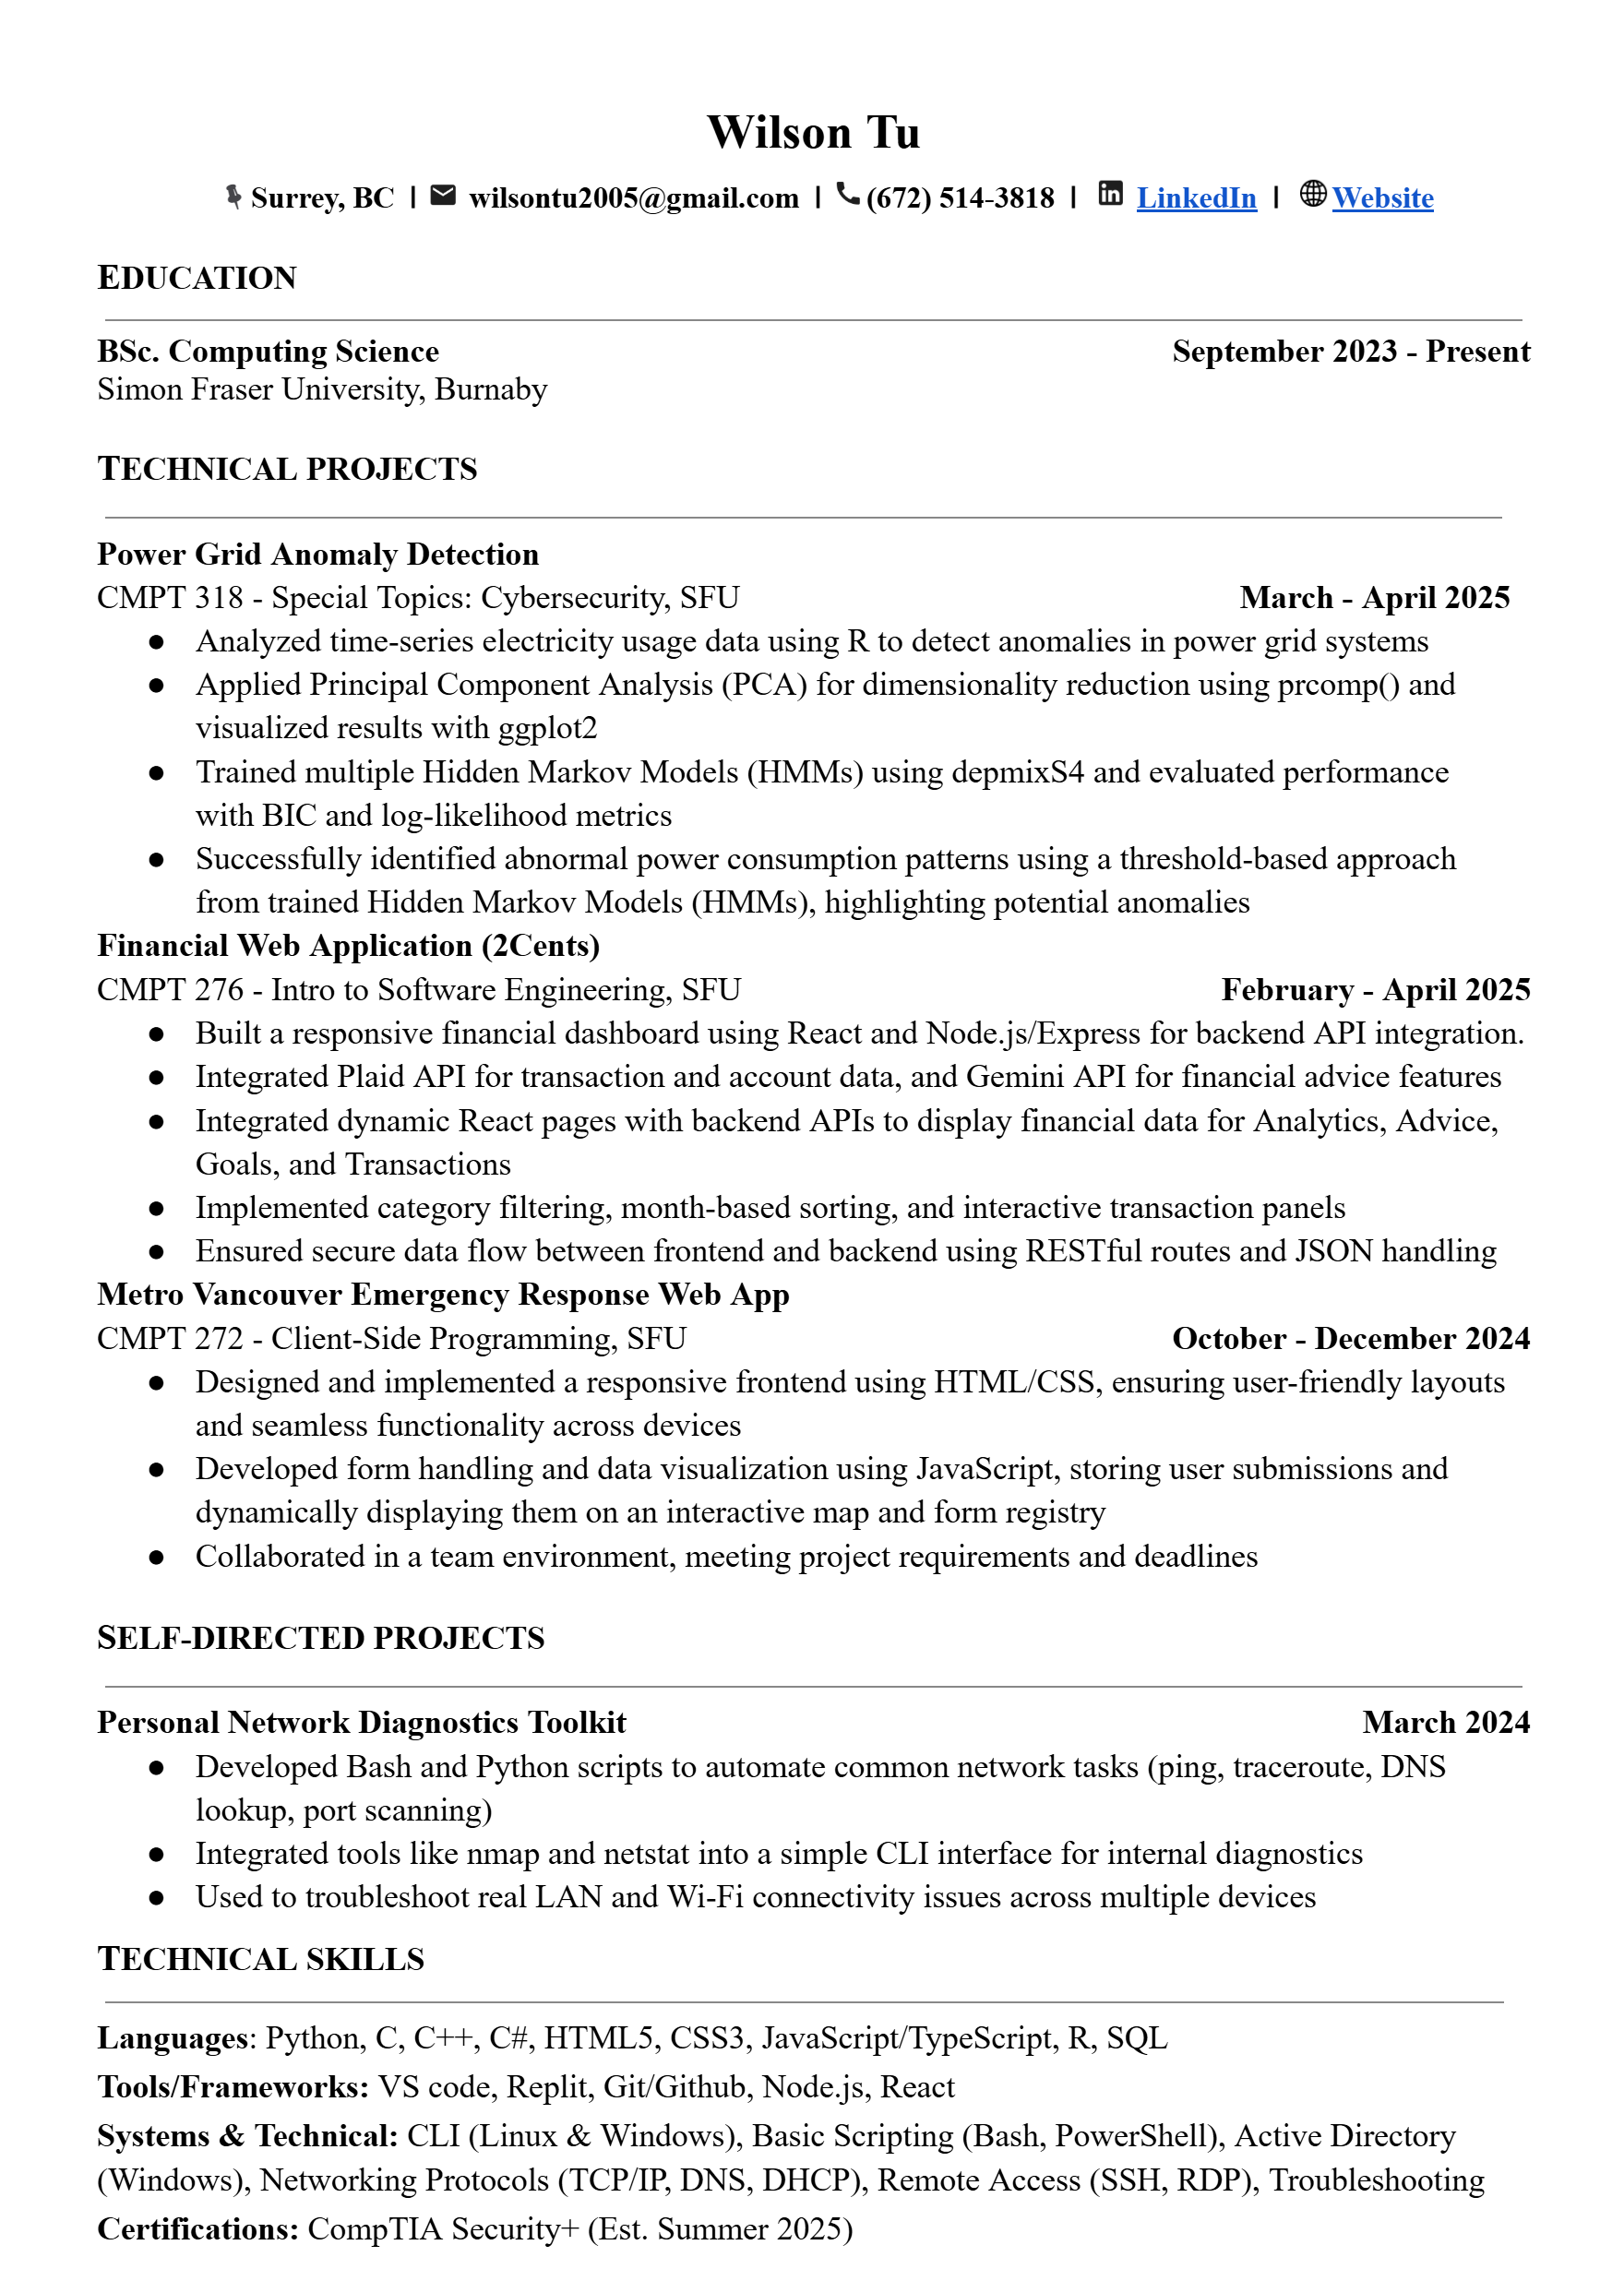 Wilson Tu
Surrey, BC | wilsontu2005@gmail.com | (672) 514-3818 | LinkedIn | Website
EDUCATION
BSc. Computing Science September 2023 - Present
Simon Fraser University, Burnaby
TECHNICAL PROJECTS
Power Grid Anomaly Detection
CMPT 318 - Special Topics: Cybersecurity, SFU March - April 2025
● Analyzed time-series electricity usage data using R to detect anomalies in power grid systems
● Applied Principal Component Analysis (PCA) for dimensionality reduction using prcomp() and
visualized results with ggplot2
● Trained multiple Hidden Markov Models (HMMs) using depmixS4 and evaluated performance
with BIC and log-likelihood metrics
● Successfully identified abnormal power consumption patterns using a threshold-based approach
from trained Hidden Markov Models (HMMs), highlighting potential anomalies
Financial Web Application (2Cents)
CMPT 276 - Intro to Software Engineering, SFU February - April 2025
● Built a responsive financial dashboard using React and Node.js/Express for backend API integration.
● Integrated Plaid API for transaction and account data, and Gemini API for financial advice features
● Integrated dynamic React pages with backend APIs to display financial data for Analytics, Advice,
Goals, and Transactions
● Implemented category filtering, month-based sorting, and interactive transaction panels
● Ensured secure data flow between frontend and backend using RESTful routes and JSON handling
Metro Vancouver Emergency Response Web App
CMPT 272 - Client-Side Programming, SFU October - December 2024
● Designed and implemented a responsive frontend using HTML/CSS, ensuring user-friendly layouts
and seamless functionality across devices
● Developed form handling and data visualization using JavaScript, storing user submissions and
dynamically displaying them on an interactive map and form registry
● Collaborated in a team environment, meeting project requirements and deadlines
SELF-DIRECTED PROJECTS
Personal Network Diagnostics Toolkit March 2024
● Developed Bash and Python scripts to automate common network tasks (ping, traceroute, DNS
lookup, port scanning)
● Integrated tools like nmap and netstat into a simple CLI interface for internal diagnostics
● Used to troubleshoot real LAN and Wi-Fi connectivity issues across multiple devices
TECHNICAL SKILLS
Languages: Python, C, C++, C#, HTML5, CSS3, JavaScript/TypeScript, R, SQL
Tools/Frameworks: VS code, Replit, Git/Github, Node.js, React
Systems & Technical: CLI (Linux & Windows), Basic Scripting (Bash, PowerShell), Active Directory
(Windows), Networking Protocols (TCP/IP, DNS, DHCP), Remote Access (SSH, RDP), Troubleshooting
Certifications: CompTIA Security+ (Est. Summer 2025)